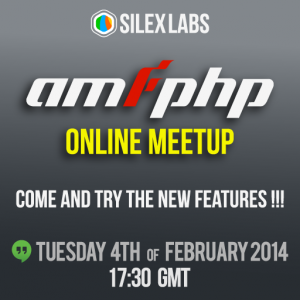 SILEX LABS
amfphp
ONLINE MEETUP
COME AND TRY THE NEW FEATURES !!!
TUESDAY 4TH OF FEBRUARY 2014
17:30 GMT